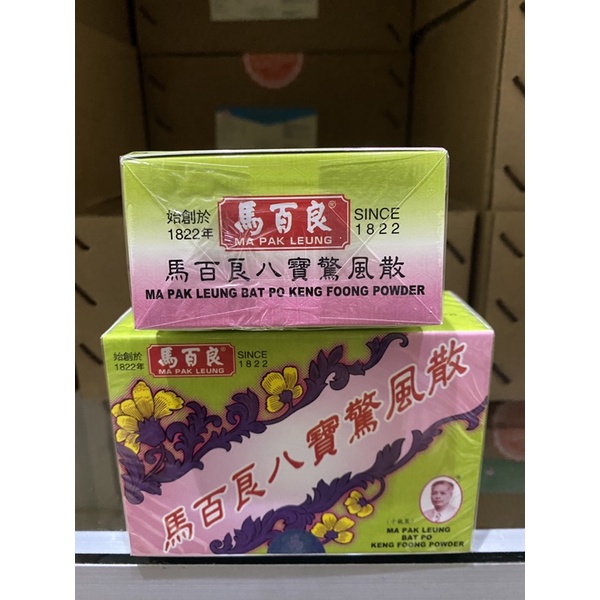 始創於
1822年
馬百良®
MA PAK LEUNG
SINCE
1822
馬百良八寶驚風散
MA PAK LEUNG BAT PO KENG FOONG POWDER
始創於
1822年
馬百良®
MA PAK LEUNG
SINCE
1822
馬百良八寶驚風散
MA PAK LEUNG
BAT PO
KENG FOONG POWDER